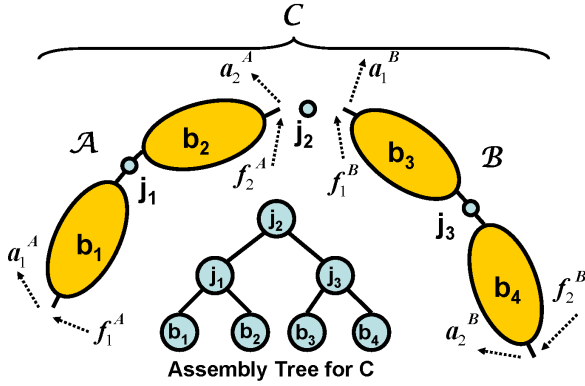 C
a₂ᴬ a₁ᴮ
b₂ j₂ b₃
A B
j₁ f₂ᴬ f₁ᴮ
j₃
b₁ j₂
a₁ᴬ j₁ j₃ b₄ f₂ᴮ
f₁ᴬ b₁ b₂ b₃ b₄ a₂ᴮ
Assembly Tree for C